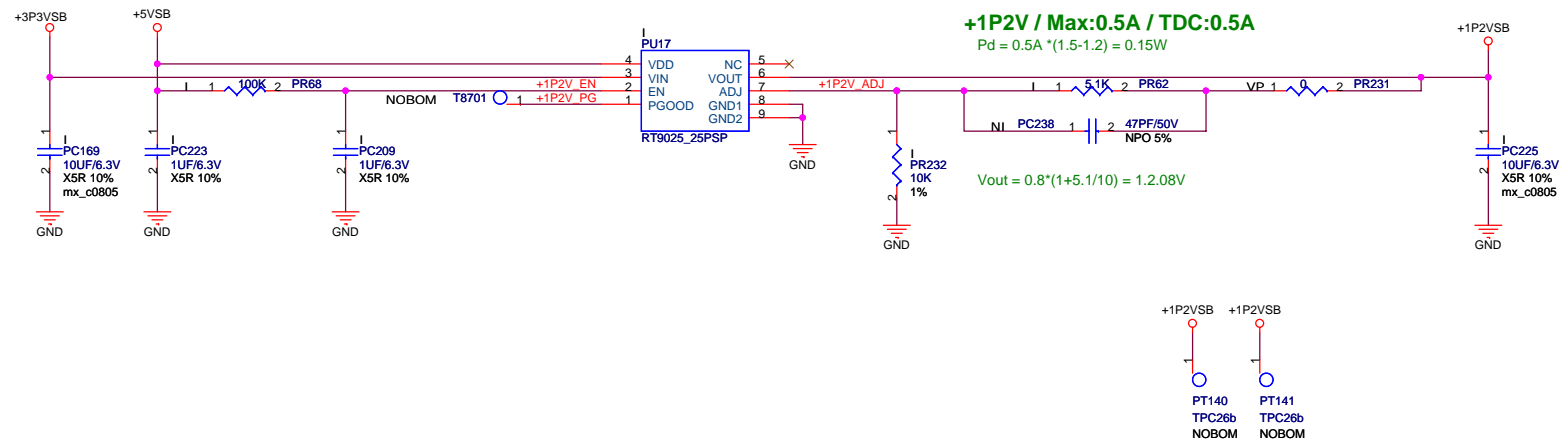 +3P3VSB
+5VSB
+1P2V / Max:0.5A / TDC:0.5A
Pd = 0.5A *(1.5-1.2) = 0.15W
+1P2VSB
I
PU17
4 VDD NC 5
3 VIN VOUT 6
2 EN ADJ 7
1 PGOOD GND1 8
GND2 9
RT9025_25PSP
I 1 100K 2 PR68
+1P2V_EN
NOBOM T8701 1 +1P2V_PG
+1P2V_ADJ
I 1 5.1K 2 PR62
VP 1 0 2 PR231
NI PC238 1 2 47PF/50V
NPO 5%
1 I
PC169
10UF/6.3V
2 X5R 10%
mx_c0805
GND
1 I
PC223
1UF/6.3V
2 X5R 10%
GND
1 I
PC209
1UF/6.3V
2 X5R 10%
GND
GND
1 I
PR232
10K
2 1%
GND
Vout = 0.8*(1+5.1/10) = 1.2.08V
1 I
PC225
10UF/6.3V
2 X5R 10%
mx_c0805
GND
+1P2VSB +1P2VSB
1 1
PT140 PT141
TPC26b TPC26b
NOBOM NOBOM